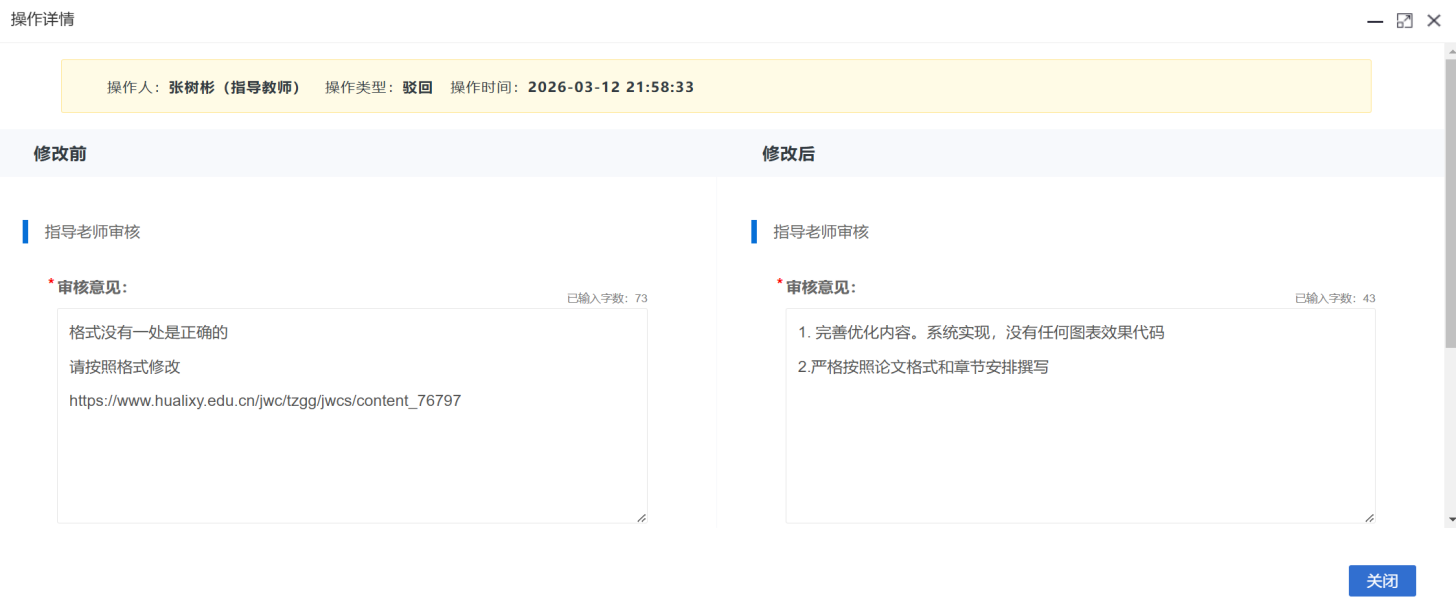 操作详情
操作人：张树彬（指导教师） 操作类型：驳回 操作时间：2026-03-12 21:58:33
修改前
修改后
指导老师审核
指导老师审核
*审核意见：
已输入字数：73
*审核意见：
已输入字数：43
格式没有一处是正确的
请按照格式修改
https://www.hualixy.edu.cn/jwc/tzgg/jwcs/content_76797
1. 完善优化内容。系统实现，没有任何图表效果代码
2.严格按照论文格式和章节安排撰写
关闭